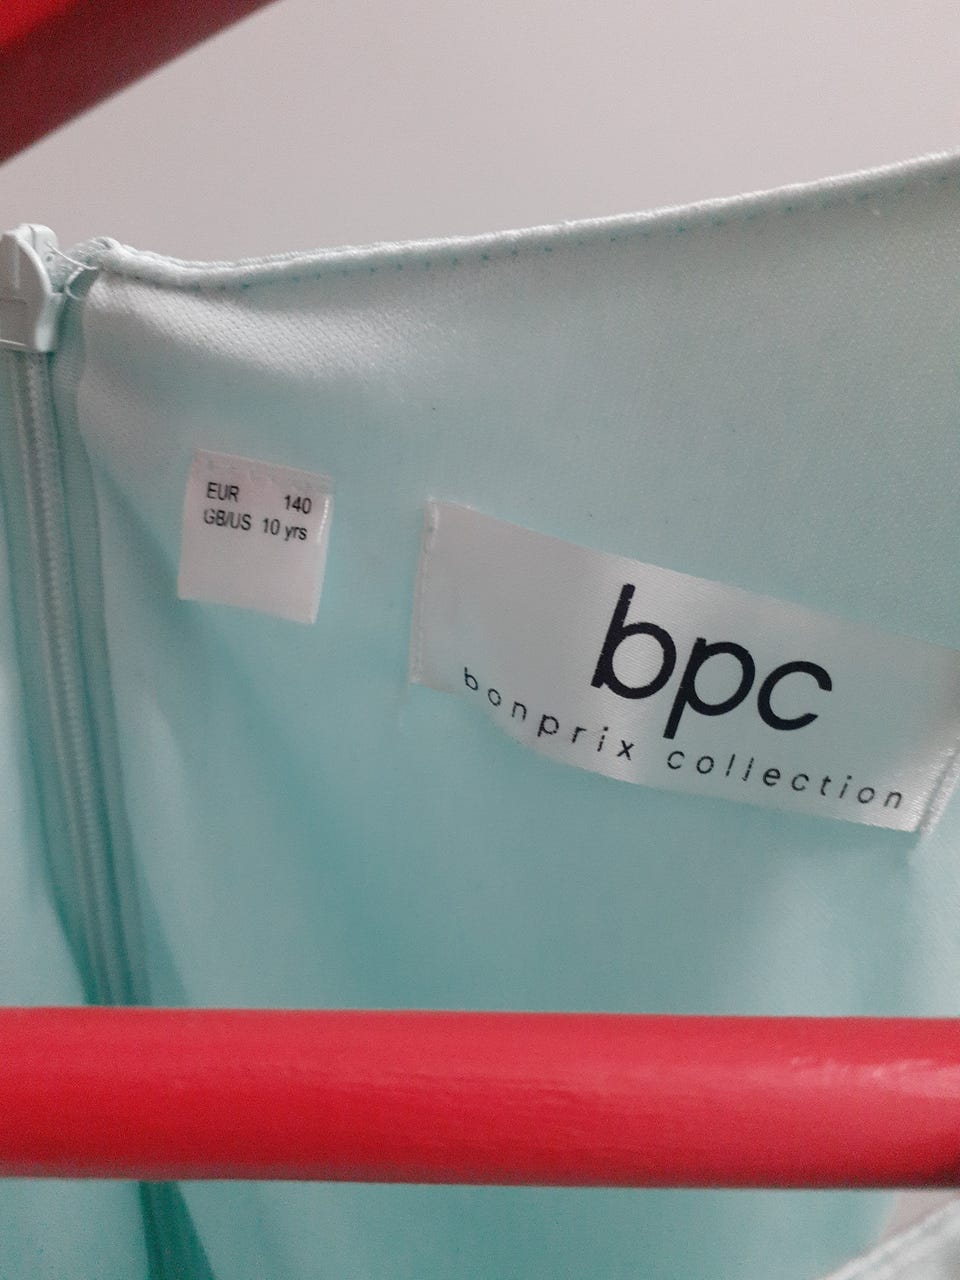 EUR 140
GB/US 10 yrs
bpc
bonprix collection